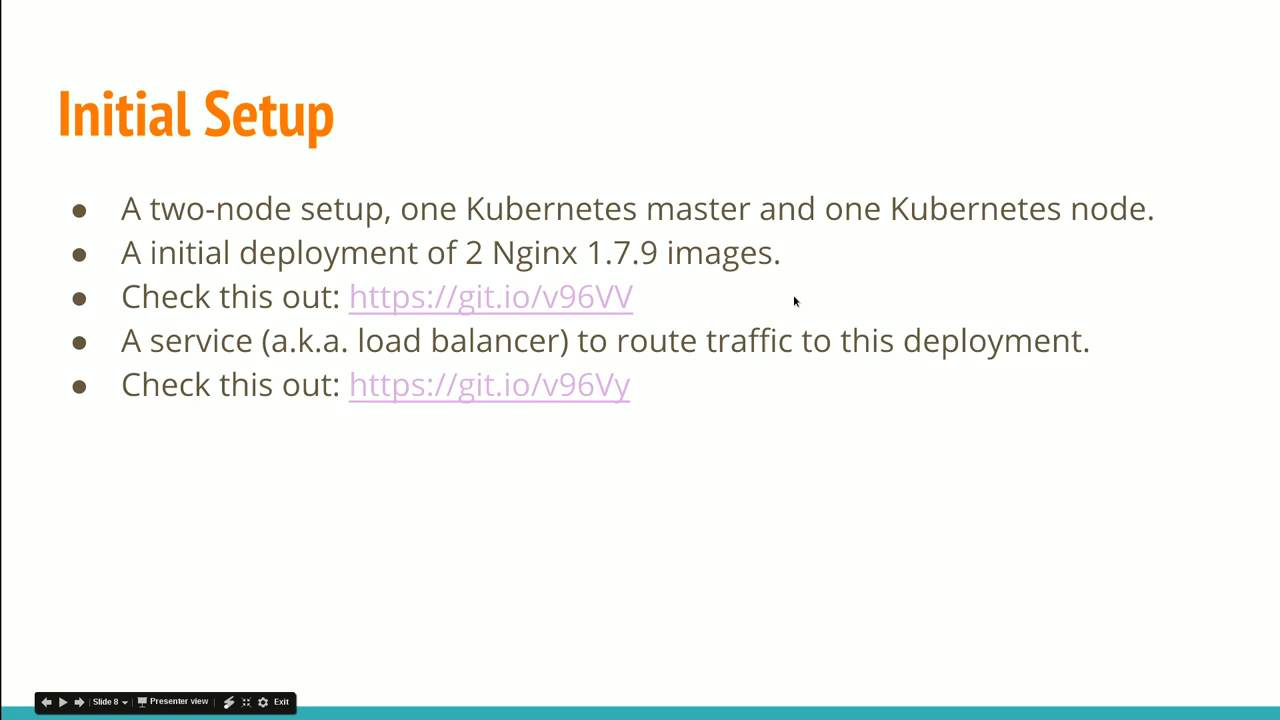 Initial Setup
● A two-node setup, one Kubernetes master and one Kubernetes node.
● A initial deployment of 2 Nginx 1.7.9 images.
● Check this out: https://git.io/v96VV
● A service (a.k.a. load balancer) to route traffic to this deployment.
● Check this out: https://git.io/v96Vy
Slide 8 Presenter view Exit